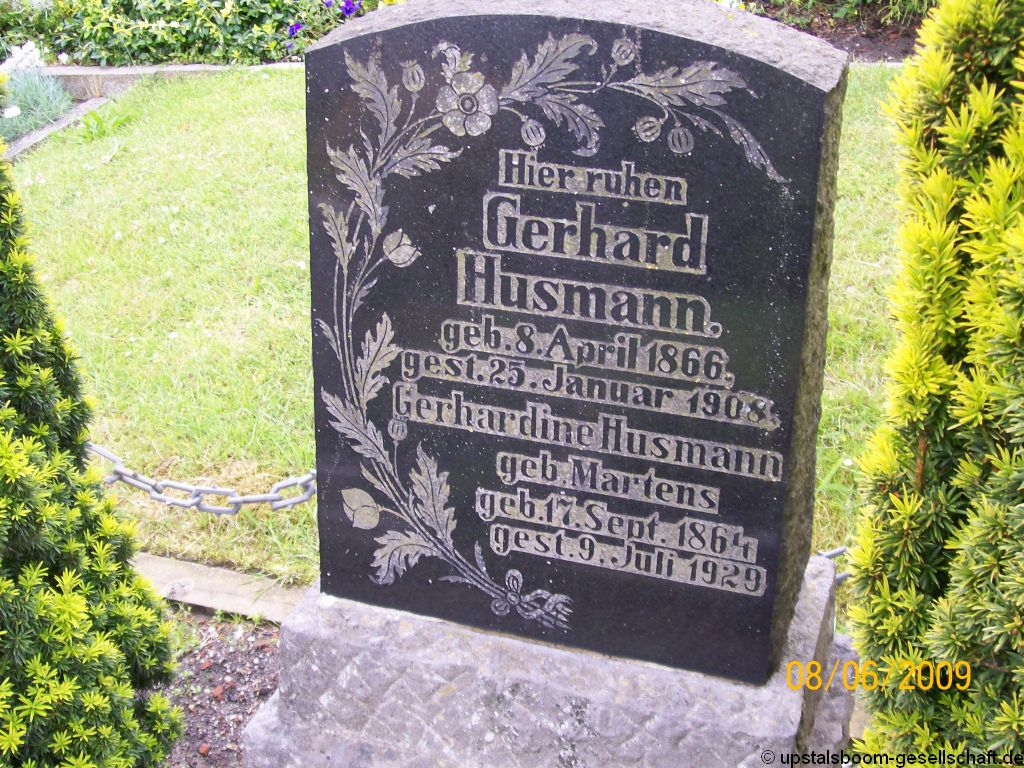 Hier ruhen
Gerhard
Husmann.
geb. 8. April 1866,
gest. 25. Januar 1908.
Gerhardine Husmann
geb. Martens
geb. 17. Sept. 1864
gest. 9. Juli 1929
08/06/2009
© upstalsboom-gesellschaft.de